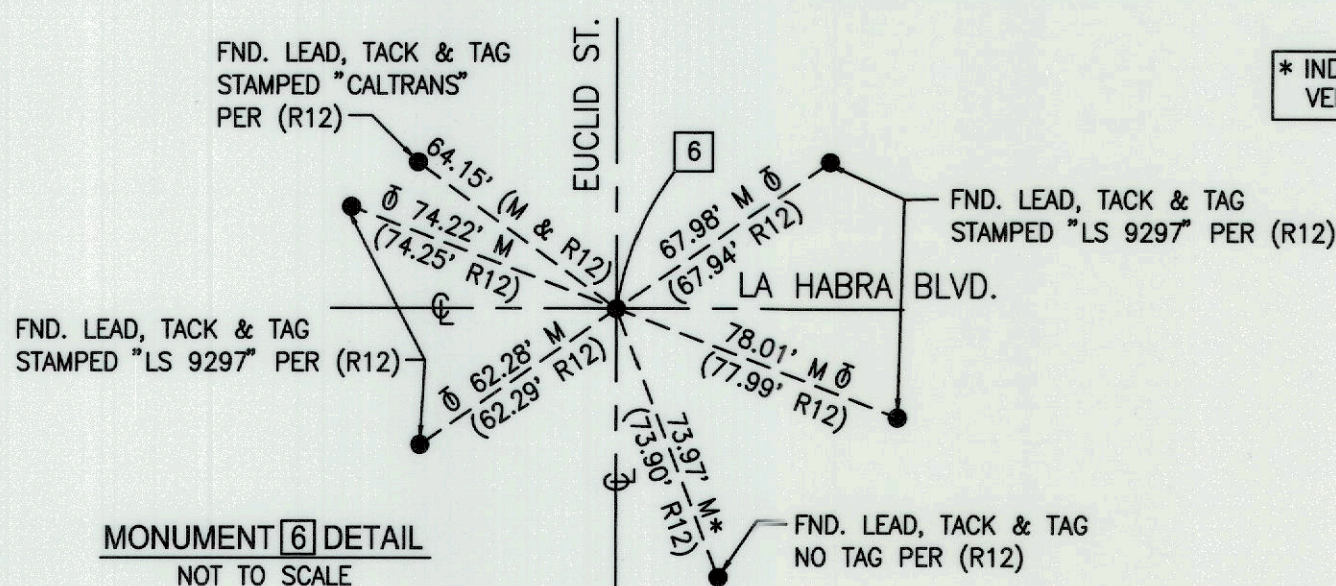 FND. LEAD, TACK & TAG
STAMPED "CALTRANS"
PER (R12)
EUCLID ST.
6
* IND
VE
64.15' (M & R12)
74.22' M
(74.25' R12)
67.98' M
(67.94' R12)
FND. LEAD, TACK & TAG
STAMPED "LS 9297" PER (R12)
LA HABRA BLVD.
FND. LEAD, TACK & TAG
STAMPED "LS 9297" PER (R12)
62.28' M
(62.29' R12)
78.01' M
(77.99' R12)
73.97' M*
(73.90' R12)
FND. LEAD, TACK & TAG
NO TAG PER (R12)
MONUMENT 6 DETAIL
NOT TO SCALE